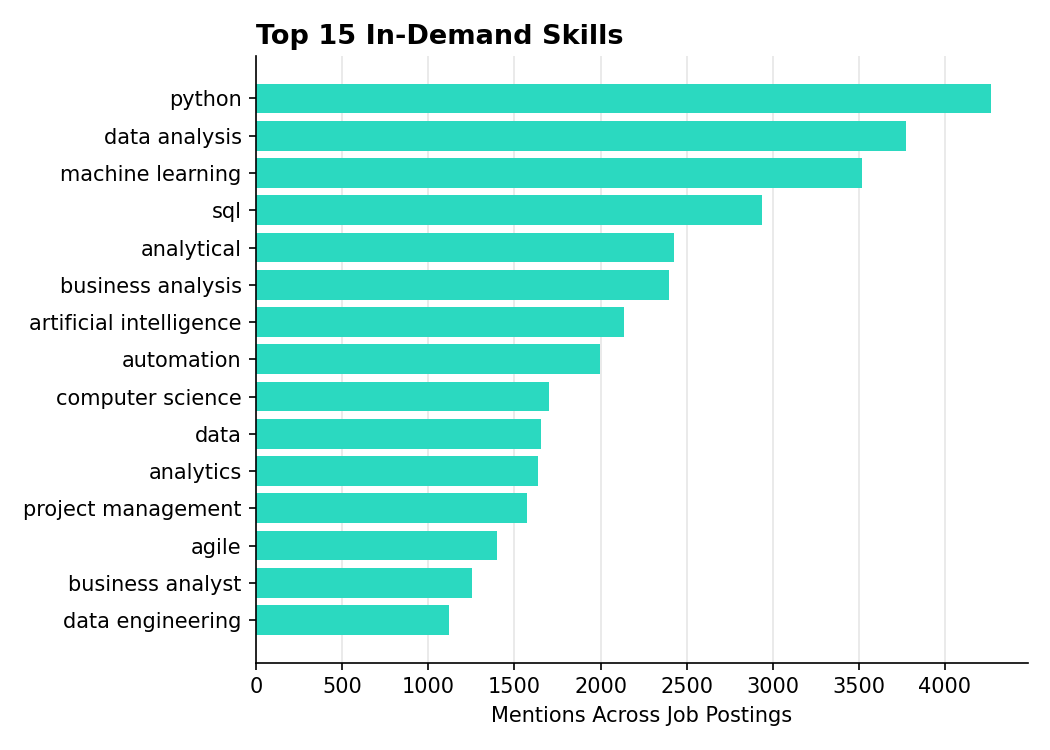 Top 15 In-Demand Skills
python
data analysis
machine learning
sql
analytical
business analysis
artificial intelligence
automation
computer science
data
analytics
project management
agile
business analyst
data engineering
0 500 1000 1500 2000 2500 3000 3500 4000
Mentions Across Job Postings